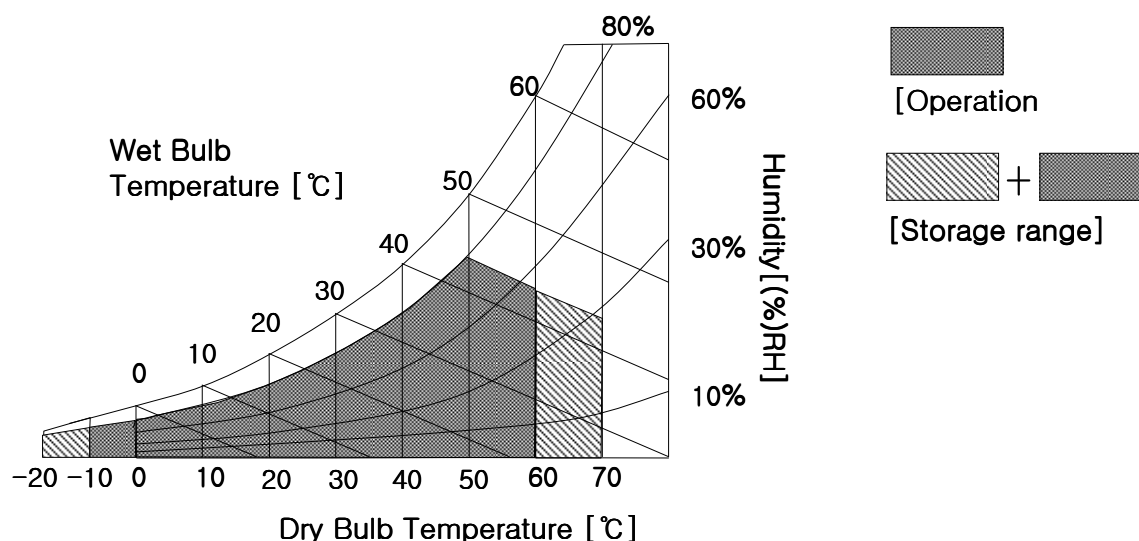 80%
60
60%
[Operation
Wet Bulb
Temperature [℃]
50
40
30%
30
20
10
0
10%
Humidity[(%)RH]
+
[Storage range]
-20 -10 0 10 20 30 40 50 60 70
Dry Bulb Temperature [℃]